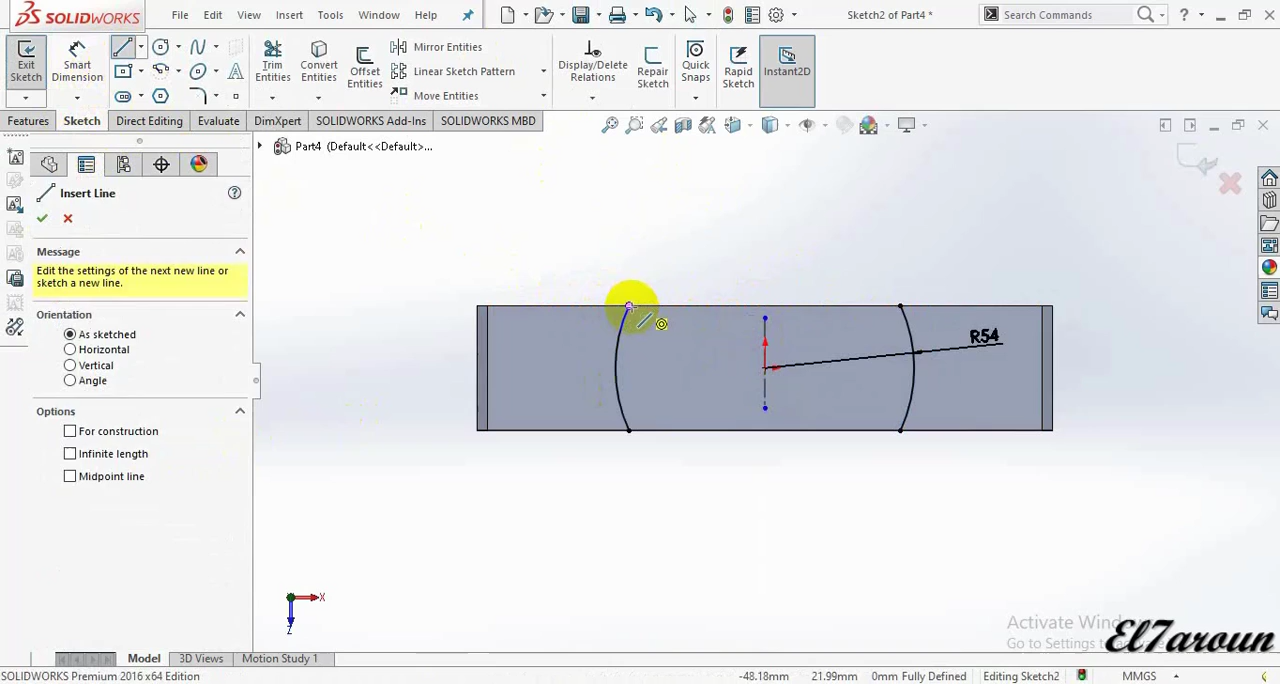 SOLIDWORKS
File Edit View Insert Tools Window Help
Sketch2 of Part4 *
Search Commands
Exit Sketch
Smart Dimension
Trim Entities
Convert Entities
Offset Entities
Mirror Entities
Linear Sketch Pattern
Move Entities
Display/Delete Relations
Repair Sketch
Quick Snaps
Rapid Sketch
Instant2D
Features Sketch Direct Editing Evaluate DimXpert SOLIDWORKS Add-Ins SOLIDWORKS MBD
Part4 (Default<<Default>...
Insert Line
Message
Edit the settings of the next new line or
sketch a new line.
Orientation
As sketched
Horizontal
Vertical
Angle
Options
For construction
Infinite length
Midpoint line
R54
X
Z
Activate Win
Go to Settings to
El7aroun
Model 3D Views Motion Study 1
SOLIDWORKS Premium 2016 x64 Edition
-48.18mm 21.99mm 0mm Fully Defined Editing Sketch2 MMGS